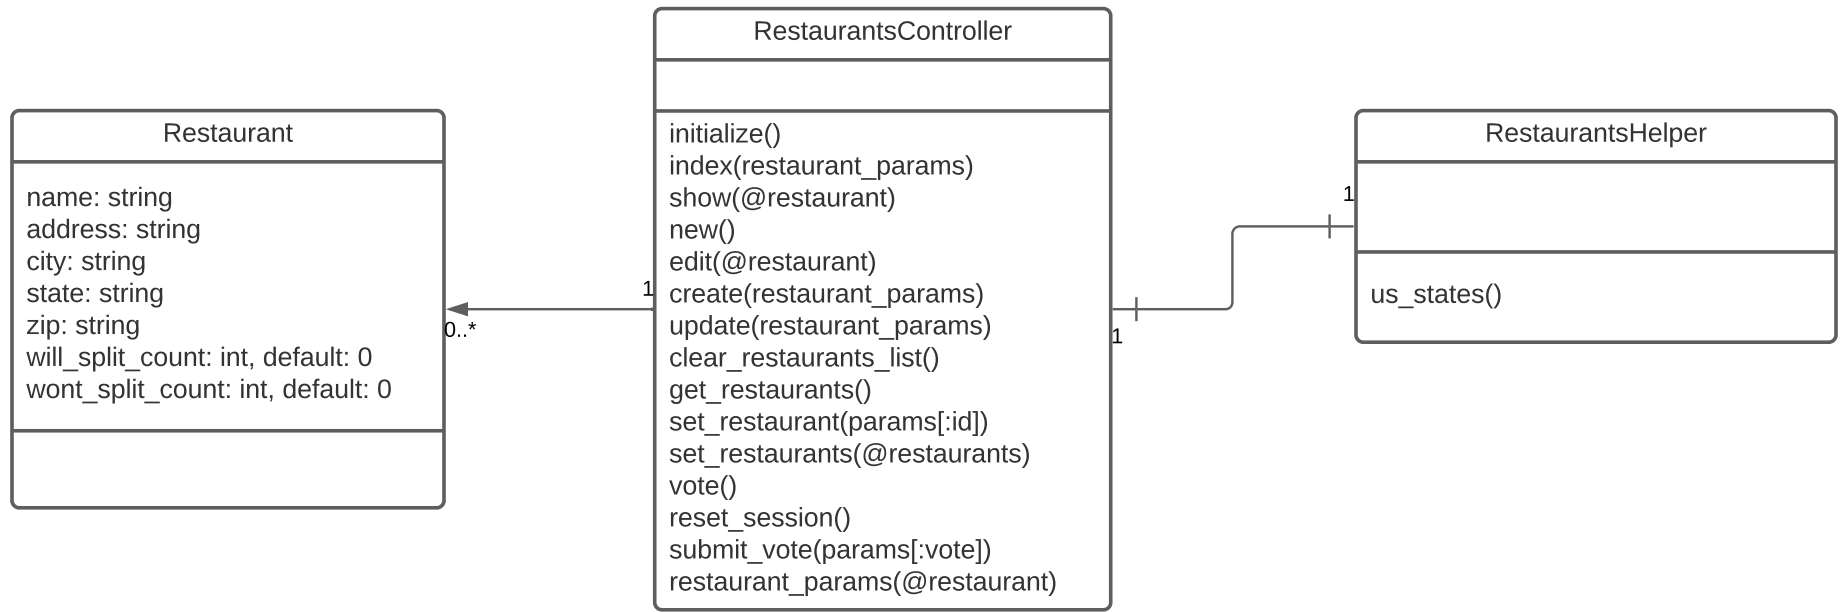 Restaurant
name: string
address: string
city: string
state: string
zip: string
will_split_count: int, default: 0
wont_split_count: int, default: 0
0..*
1
RestaurantsController
initialize()
index(restaurant_params)
show(@restaurant)
new()
edit(@restaurant)
create(restaurant_params)
update(restaurant_params)
clear_restaurants_list()
get_restaurants()
set_restaurant(params[:id])
set_restaurants(@restaurants)
vote()
reset_session()
submit_vote(params[:vote])
restaurant_params(@restaurant)
1
1
RestaurantsHelper
us_states()